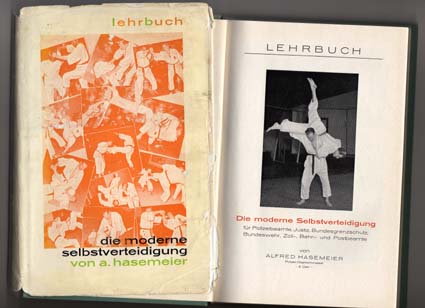 lehrbuch
die moderne
selbstverteidigung
von a. hasemeier
LEHRBUCH
Die moderne Selbstverteidigung
für Polizeibeamte, Justiz, Bundesgrenzschutz,
Bundeswehr, Zoll-, Bahn- und Postbeamte
von
ALFRED HASEMEIER